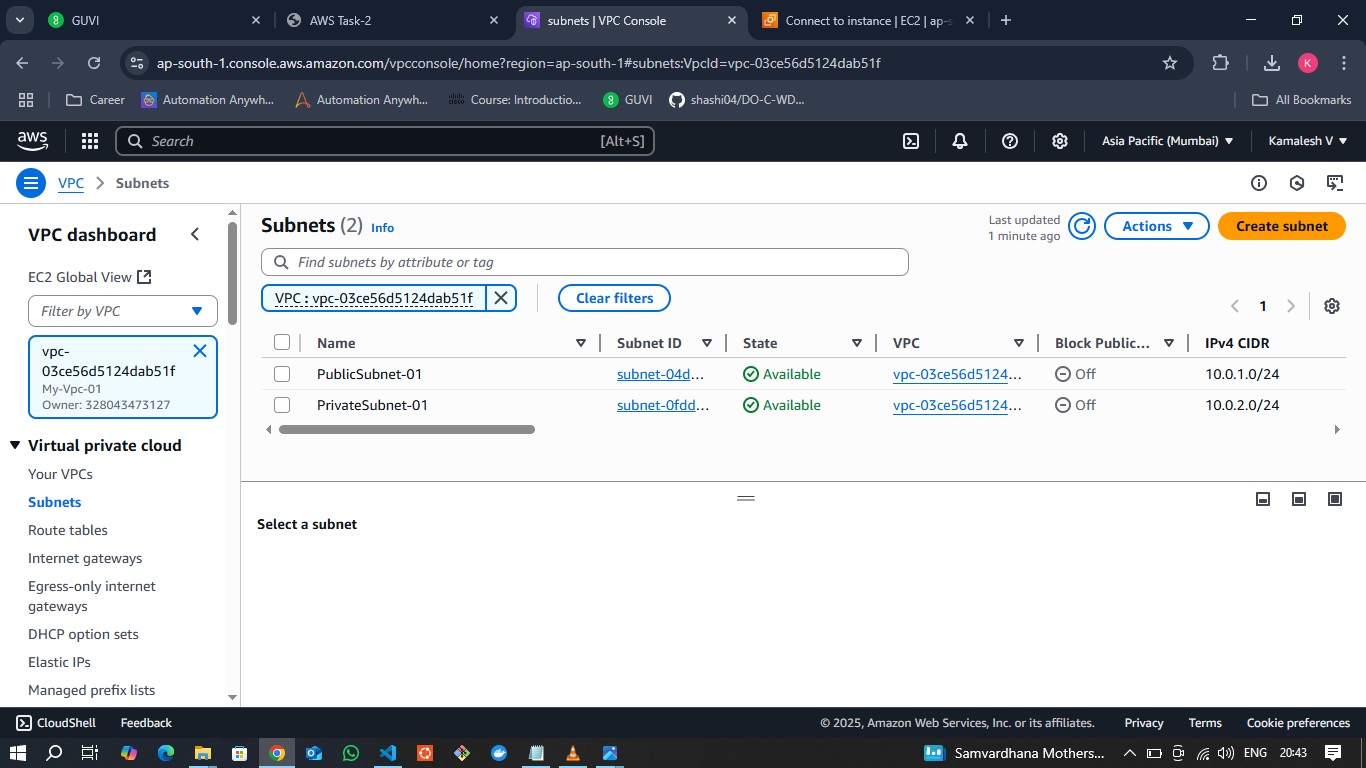 GUVI
AWS Task-2
subnets | VPC Console
Connect to instance | EC2 | ap-s
ap-south-1.console.aws.amazon.com/vpcconsole/home?region=ap-south-1#subnets:VpcId=vpc-03ce56d5124dab51f
K
Career
Automation Anywh...
Automation Anywh...
Course: Introductio...
GUVI
shashi04/DO-C-WD...
All Bookmarks
aws
Search
[Alt+S]
Asia Pacific (Mumbai)
Kamalesh V
VPC
Subnets
VPC dashboard
EC2 Global View
Filter by VPC
vpc-
03ce56d5124dab51f
My-Vpc-01
Owner: 328043473127
Virtual private cloud
Your VPCs
Subnets
Route tables
Internet gateways
Egress-only internet
gateways
DHCP option sets
Elastic IPs
Managed prefix lists
Subnets (2) Info
Last updated
1 minute ago
Actions
Create subnet
Find subnets by attribute or tag
VPC : vpc-03ce56d5124dab51f
Clear filters
1
Name Subnet ID State VPC Block Public... IPv4 CIDR
PublicSubnet-01 subnet-04d... Available vpc-03ce56d5124... Off 10.0.1.0/24
PrivateSubnet-01 subnet-0fdd... Available vpc-03ce56d5124... Off 10.0.2.0/24
Select a subnet
CloudShell Feedback © 2025, Amazon Web Services, Inc. or its affiliates. Privacy Terms Cookie preferences
Samvardhana Mothers... ENG 20:43